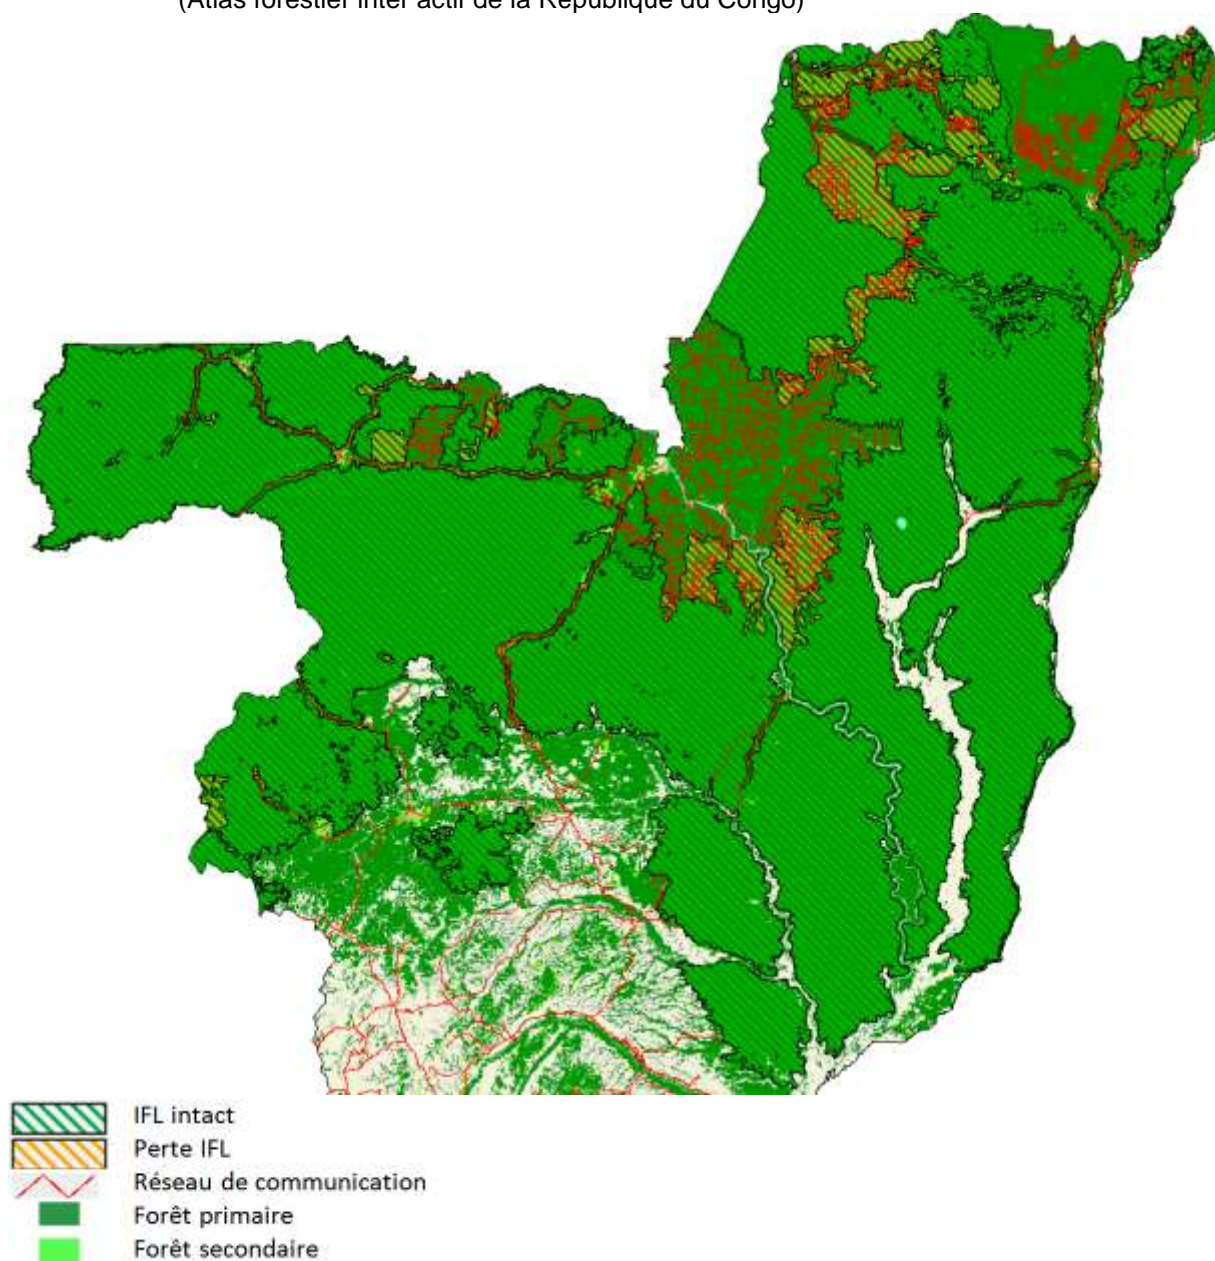 (Atlas forestier inter actif de la République du Congo)
IFL intact
Perte IFL
Réseau de communication
Forêt primaire
Forêt secondaire